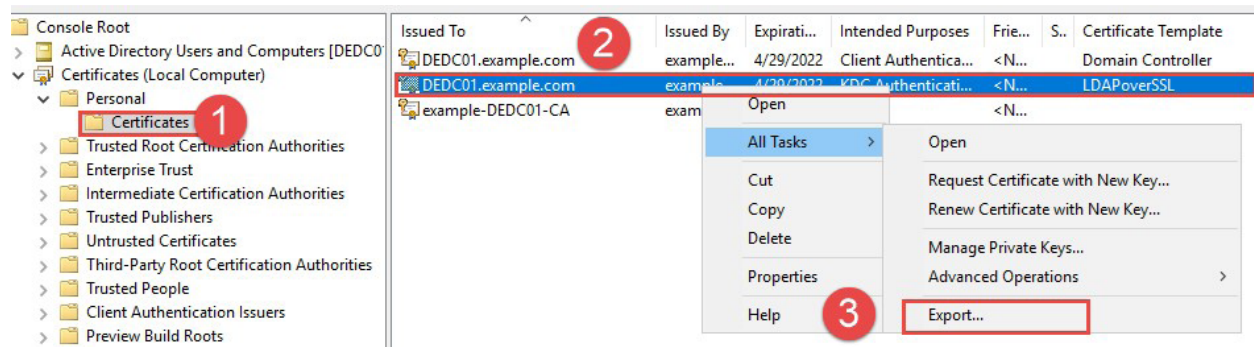 Console Root
Active Directory Users and Computers [DEDC0
Certificates (Local Computer)
Personal
Certificates
1
Trusted Root Certification Authorities
Enterprise Trust
Intermediate Certification Authorities
Trusted Publishers
Untrusted Certificates
Third-Party Root Certification Authorities
Trusted People
Client Authentication Issuers
Preview Build Roots
Issued To Issued By Expirati... Intended Purposes Frie... S.. Certificate Template
2
DEDC01.example.com example... 4/29/2022 Client Authentica... <N... Domain Controller
DEDC01.example.com example... 4/29/2022 KDC Authenticati... <N... LDAPoverSSL
example-DEDC01-CA exam <N...
Open
All Tasks
Cut
Copy
Delete
Properties
Help
3
Open
Request Certificate with New Key...
Renew Certificate with New Key...
Manage Private Keys...
Advanced Operations
Export...